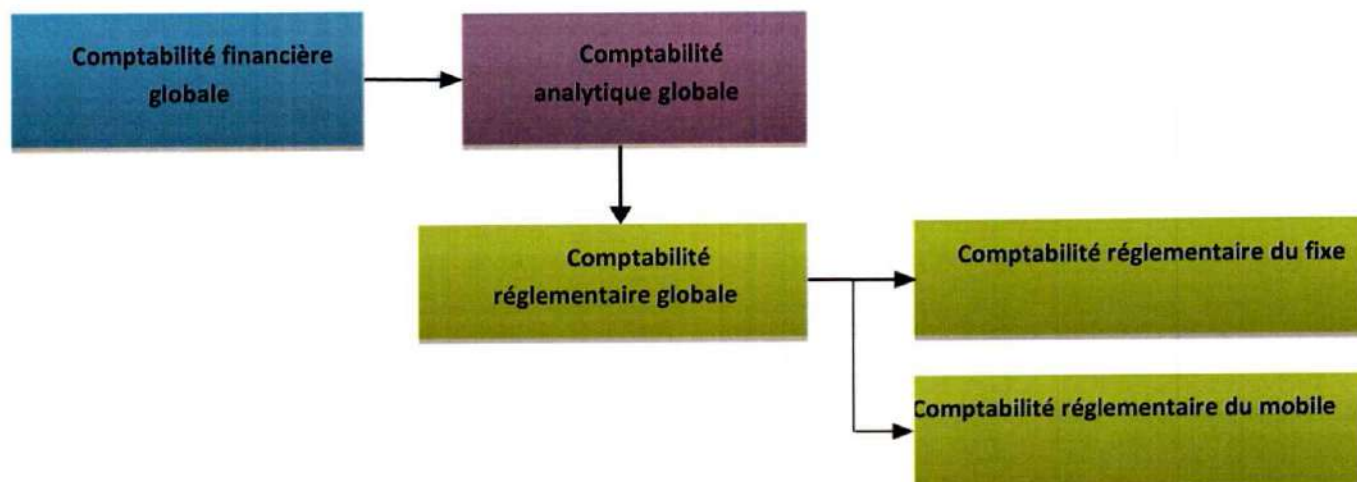 Comptabilité financière
globale
Comptabilité
analytique globale
Comptabilité
réglementaire globale
Comptabilité réglementaire du fixe
Comptabilité réglementaire du mobile